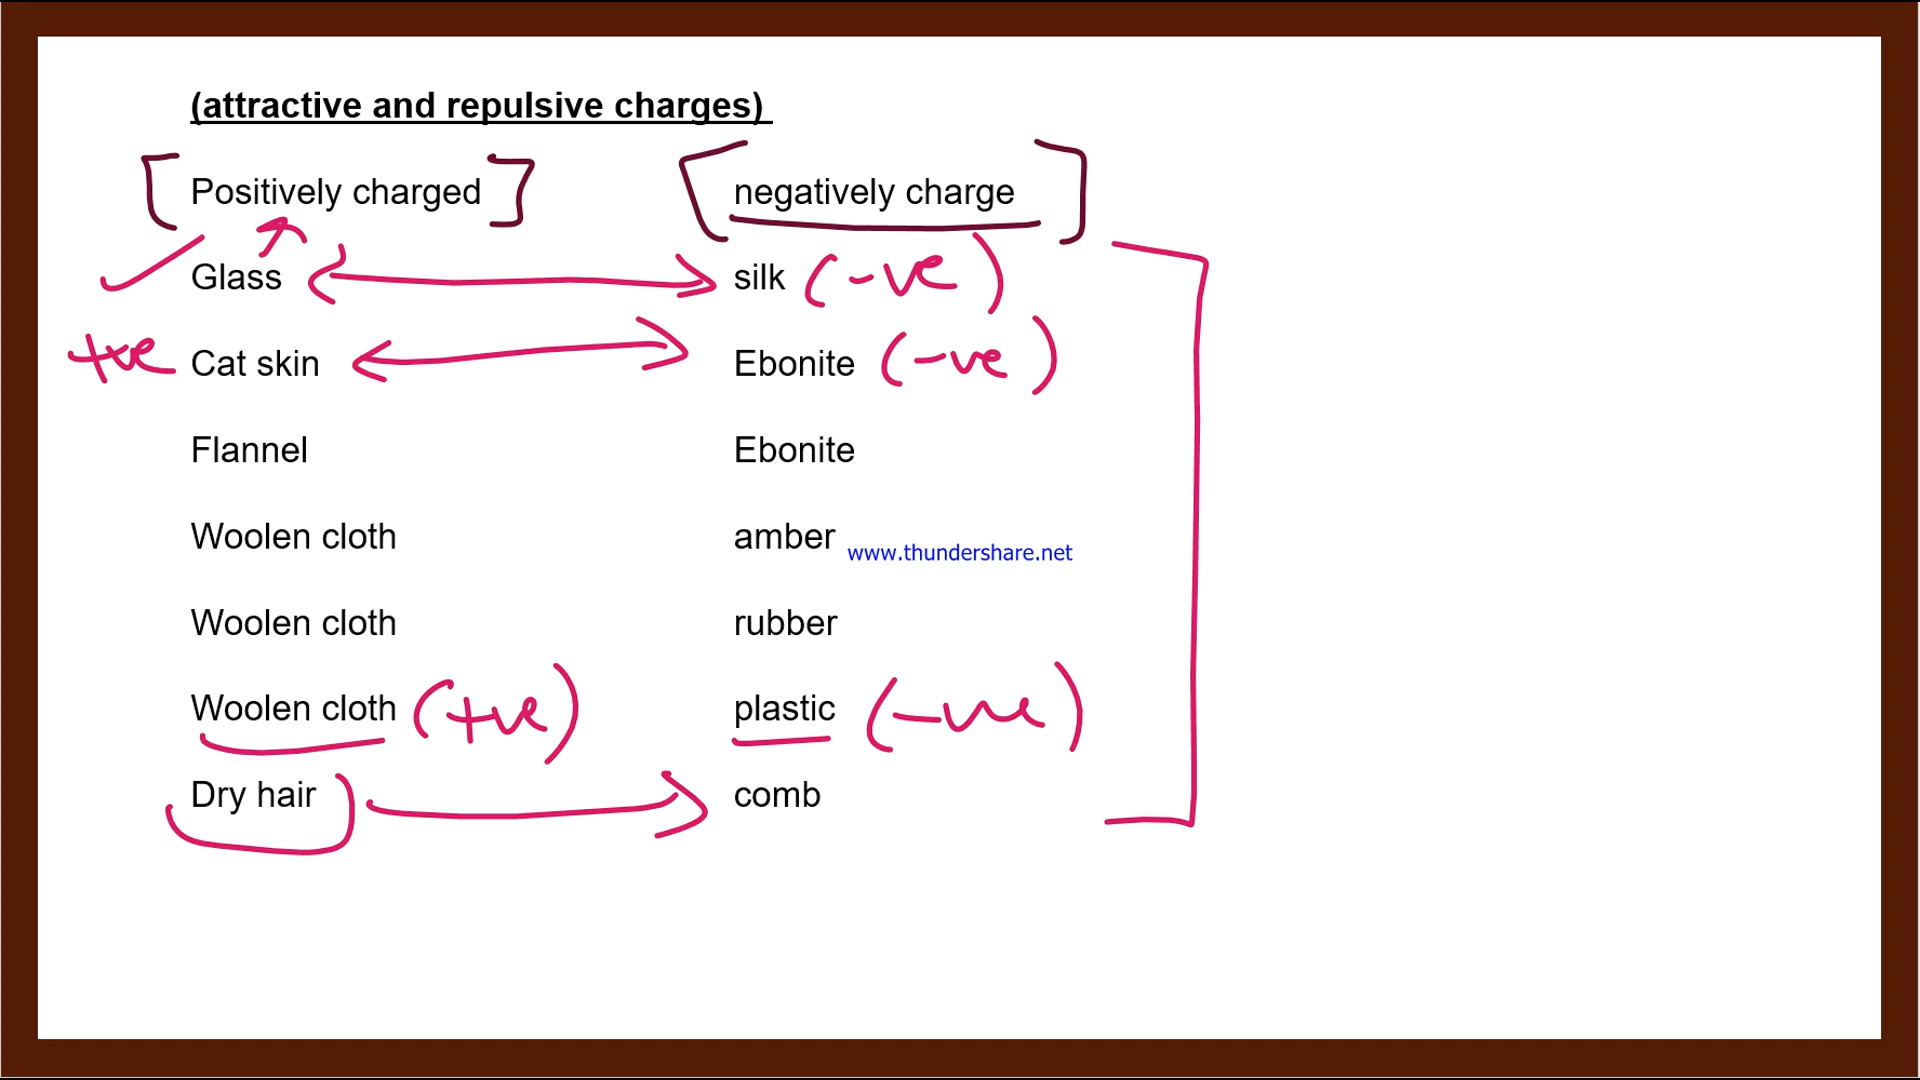 (attractive and repulsive charges)
Positively charged negatively charge
Glass silk (-ve)
+ve Cat skin Ebonite (-ve)
Flannel Ebonite
Woolen cloth amber
www.thundershare.net
Woolen cloth rubber
Woolen cloth (+ve) plastic (-ve)
Dry hair comb